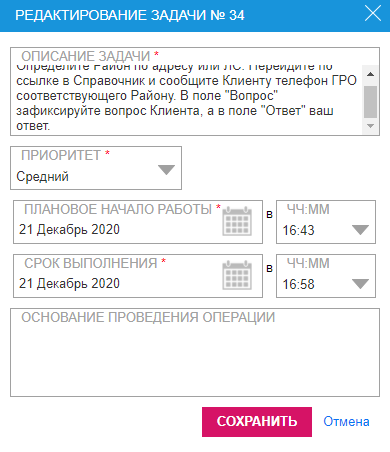 РЕДАКТИРОВАНИЕ ЗАДАЧИ № 34
ОПИСАНИЕ ЗАДАЧИ *
Определите Район по адресу или ЛС. Перейдите по
ссылке в Справочник и сообщите Клиенту телефон ГРО
соответствующего Району. В поле "Вопрос"
зафиксируйте вопрос Клиента, а в поле "Ответ" ваш
ответ.
ПРИОРИТЕТ *
Средний
ПЛАНОВОЕ НАЧАЛО РАБОТЫ * в ЧЧ:ММ
21 Декабрь 2020 16:43
СРОК ВЫПОЛНЕНИЯ * в ЧЧ:ММ
21 Декабрь 2020 16:58
ОСНОВАНИЕ ПРОВЕДЕНИЯ ОПЕРАЦИИ
СОХРАНИТЬ Отмена